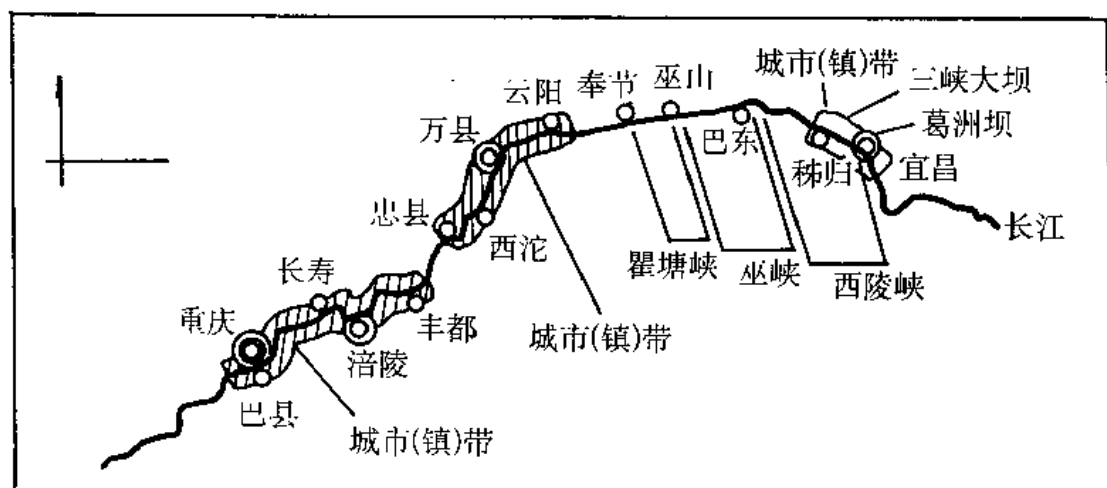 城市(镇)带
三峡大坝
葛洲坝
云阳
奉节
巫山
万县
巴东
秭归
宜昌
长江
忠县
西沱
瞿塘峡
巫峡
西陵峡
长寿
重庆
丰都
涪陵
城市(镇)带
巴县
城市(镇)带